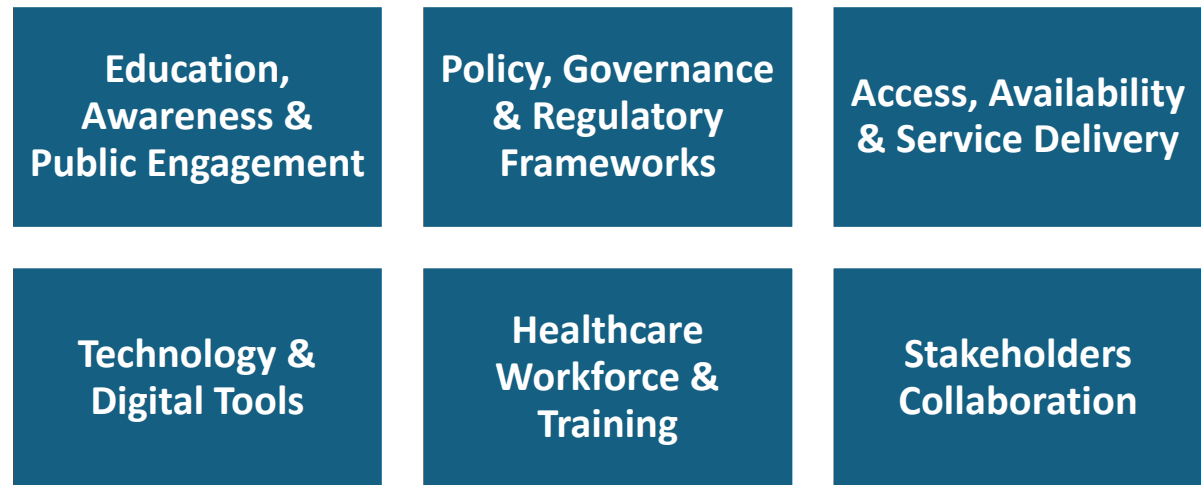 Education,
Awareness &
Public Engagement
Policy, Governance
& Regulatory
Frameworks
Access, Availability
& Service Delivery
Technology &
Digital Tools
Healthcare
Workforce &
Training
Stakeholders
Collaboration